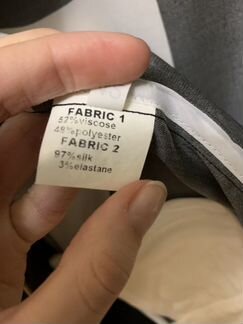 FABRIC 1
52%viscose
48%polyester
FABRIC 2
97%silk
3%elastane